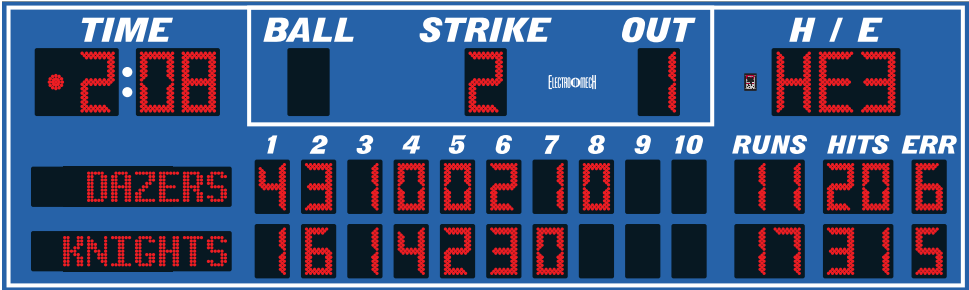 TIME BALL STRIKE OUT H / E
2:08 2 ELECTRO-MECH 1 HE3
1 2 3 4 5 6 7 8 9 10 RUNS HITS ERR
DAZERS 4 3 1 0 0 2 1 0 11 20 6
KNIGHTS 1 6 1 4 2 3 0 17 31 5